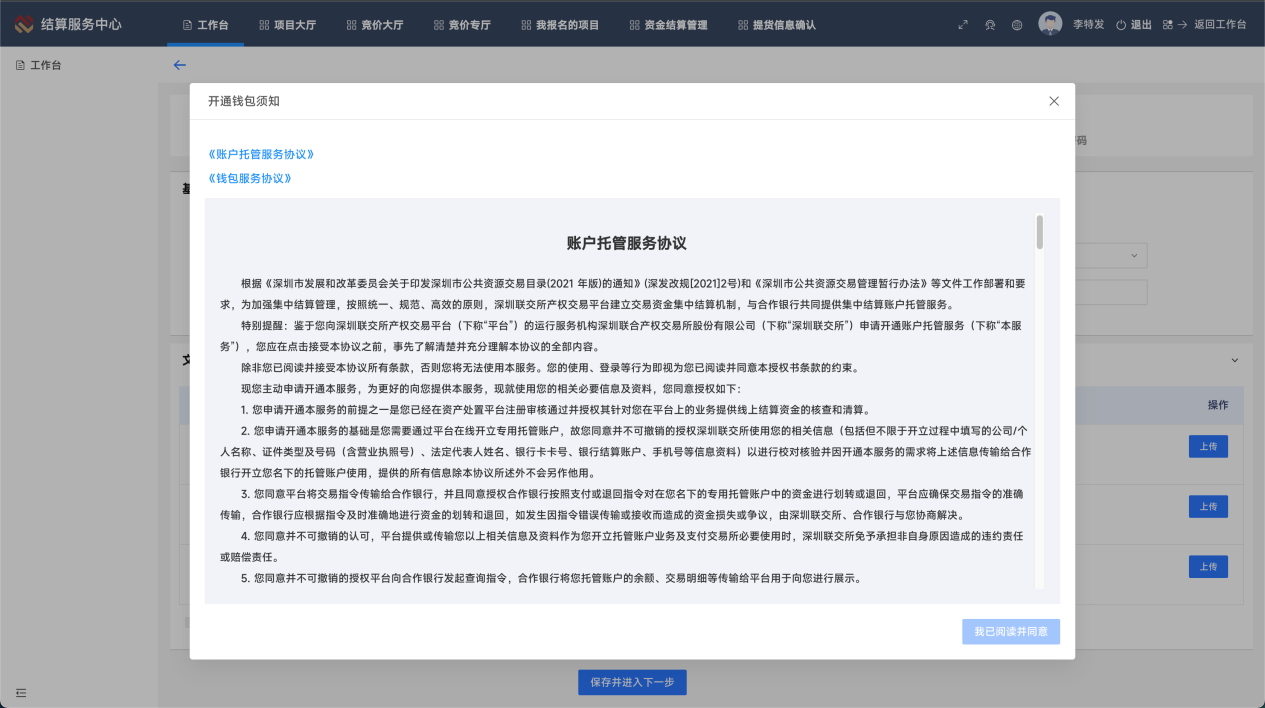 结算服务中心
工作台
项目大厅
竞价大厅
竞价专厅
我报名的项目
资金结算管理
提货信息确认
李特发
退出
返回工作台
工作台
开通钱包须知
码
《账户托管服务协议》
《钱包服务协议》
账户托管服务协议
根据《深圳市发展和改革委员会关于印发深圳市公共资源交易目录(2021 年版)的通知》(深发改规[2021]2号)和《深圳市公共资源交易管理暂行办法》等文件工作部署和要
求，为加强集中结算管理，按照统一、规范、高效的原则，深圳联交所产权交易平台建立交易资金集中结算机制，与合作银行共同提供集中结算账户托管服务。
特别提醒：鉴于您向深圳联交所产权交易平台（下称“平台”）的运行服务机构深圳联合产权交易所股份有限公司（下称“深圳联交所”）申请开通账户托管服务（下称“本服
务”），您应在点击接受本协议之前，事先了解清楚并充分理解本协议的全部内容。
除非您已阅读并接受本协议所有条款，否则您将无法使用本服务。您的使用、登录等行为即视为您已阅读并同意本授权书条款的约束。
现您主动申请开通本服务，为更好的向您提供本服务，现就使用您的相关必要信息及资料，您同意授权如下：
1. 您申请开通本服务的前提之一是您已经在资产处置平台注册审核通过并授权其针对您在平台上的业务提供线上结算资金的核查和清算。
2. 您申请开通本服务的基础是您需要通过平台在线开立专用托管账户，故您同意并不可撤销的授权深圳联交所使用您的相关信息（包括但不限于开立过程中填写的公司/个
人名称、证件类型及号码（含营业执照号）、法定代表人姓名、银行卡卡号、银行结算账户、手机号等信息资料）以进行校对核验并因开通本服务的需求将上述信息传输给合作
银行开立您名下的托管账户使用，提供的所有信息除本协议所述外不会另作他用。
3. 您同意平台将交易指令传输给合作银行，并且同意授权合作银行按照支付或退回指令对在您名下的专用托管账户中的资金进行划转或退回，平台应确保交易指令的准确
传输，合作银行应根据指令及时准确地进行资金的划转和退回，如发生因指令错误传输或接收而造成的资金损失或争议，由深圳联交所、合作银行与您协商解决。
4. 您同意并不可撤销的认可，平台提供或传输您以上相关信息及资料作为您开立托管账户业务及支付交易所必要使用时，深圳联交所免予承担非自身原因造成的违约责任
或赔偿责任。
5. 您同意并不可撤销的授权平台向合作银行发起查询指令，合作银行将您托管账户的余额、交易明细等传输给平台用于向您进行展示。
操作
上传
上传
上传
我已阅读并同意
保存并进入下一步